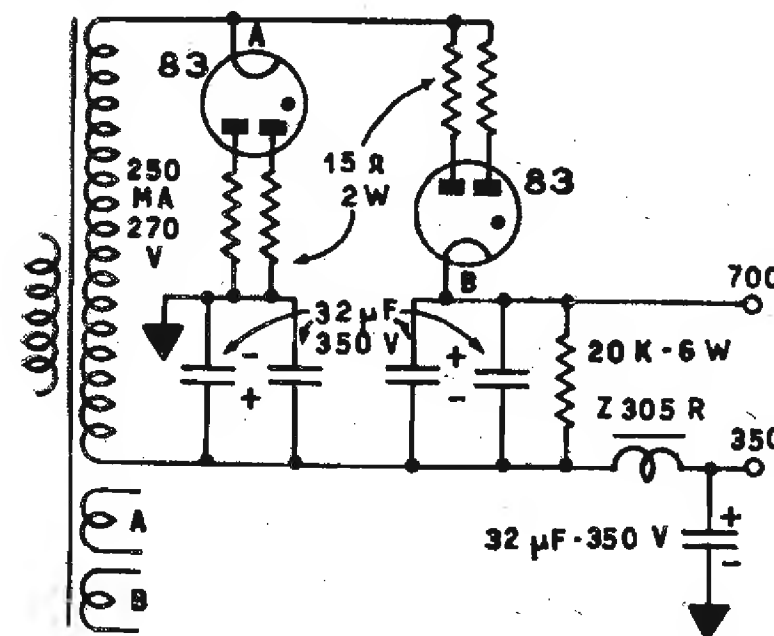 A
83
15 Ω
2 W
83
250
MA
270
V
B
700
32 µF
350 V
-
+
+
-
20 K - 6 W
Z 305 R
350
32 µF - 350 V
+
-
A
B